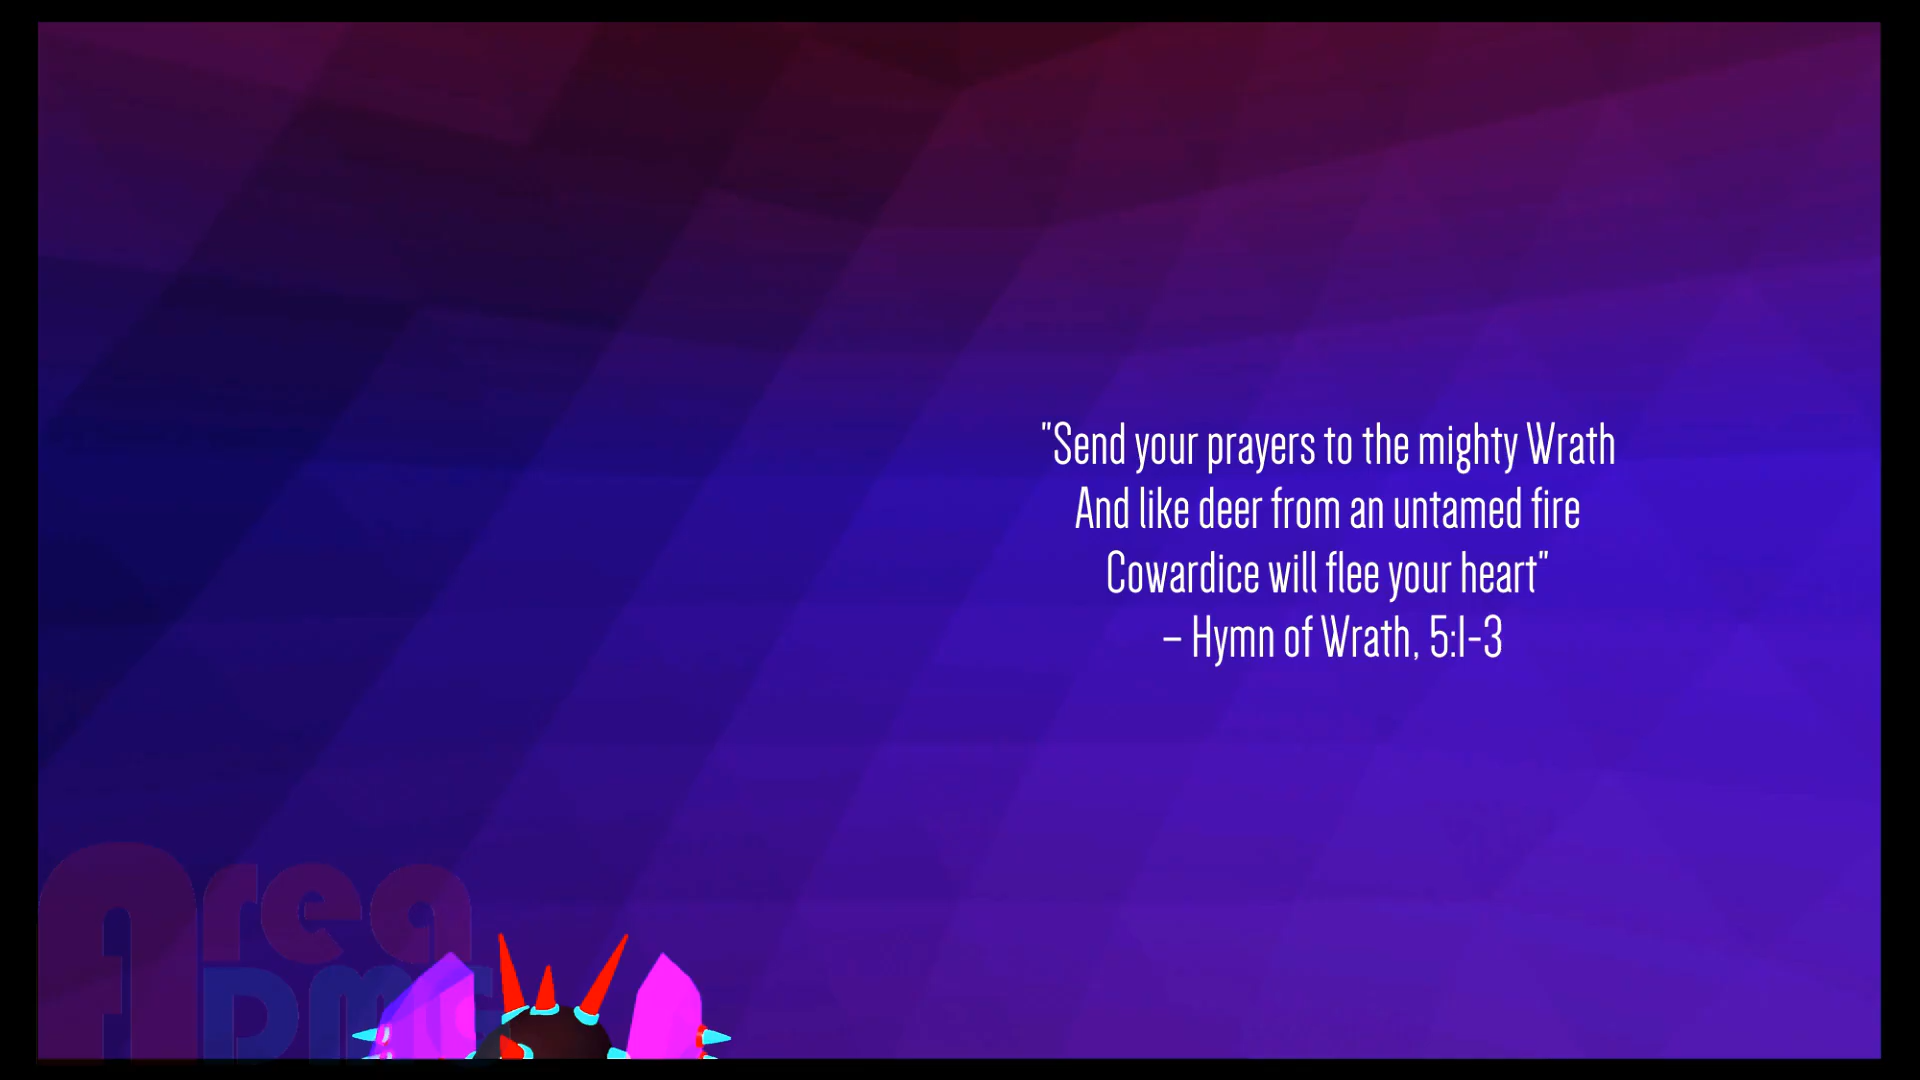 "Send your prayers to the mighty Wrath
And like deer from an untamed fire
Cowardice will flee your heart"
– Hymn of Wrath, 5:1-3
Area